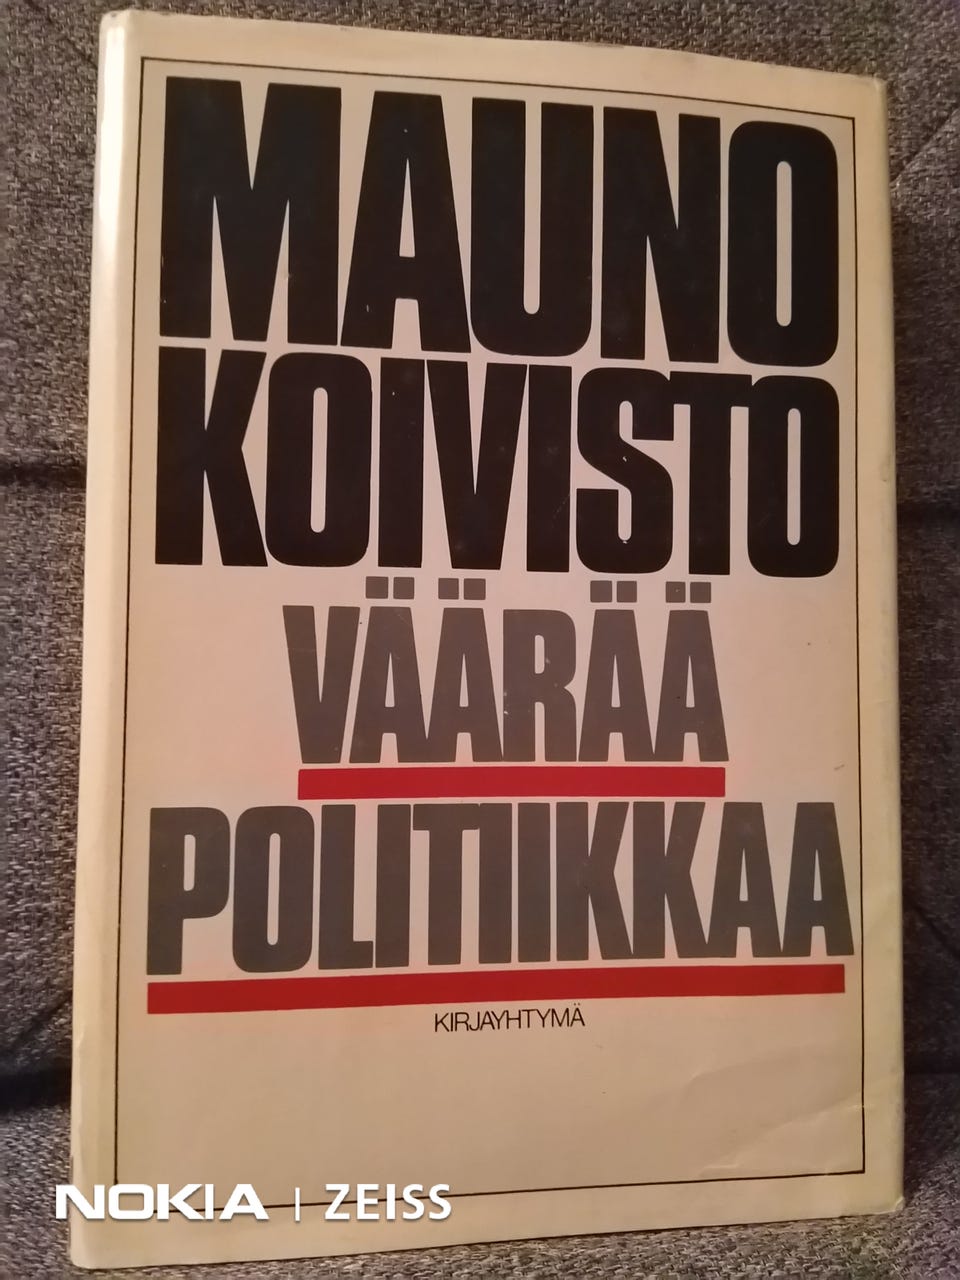 MAUNO
KOIVISTO
VÄÄRÄÄ
POLITIIKKAA
KIRJAYHTYMÄ
NOKIA | ZEISS